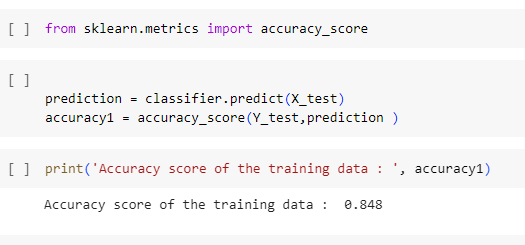 [ ] from sklearn.metrics import accuracy_score
[ ]
prediction = classifier.predict(X_test)
accuracy1 = accuracy_score(Y_test,prediction )
[ ] print('Accuracy score of the training data : ', accuracy1)
Accuracy score of the training data :  0.848